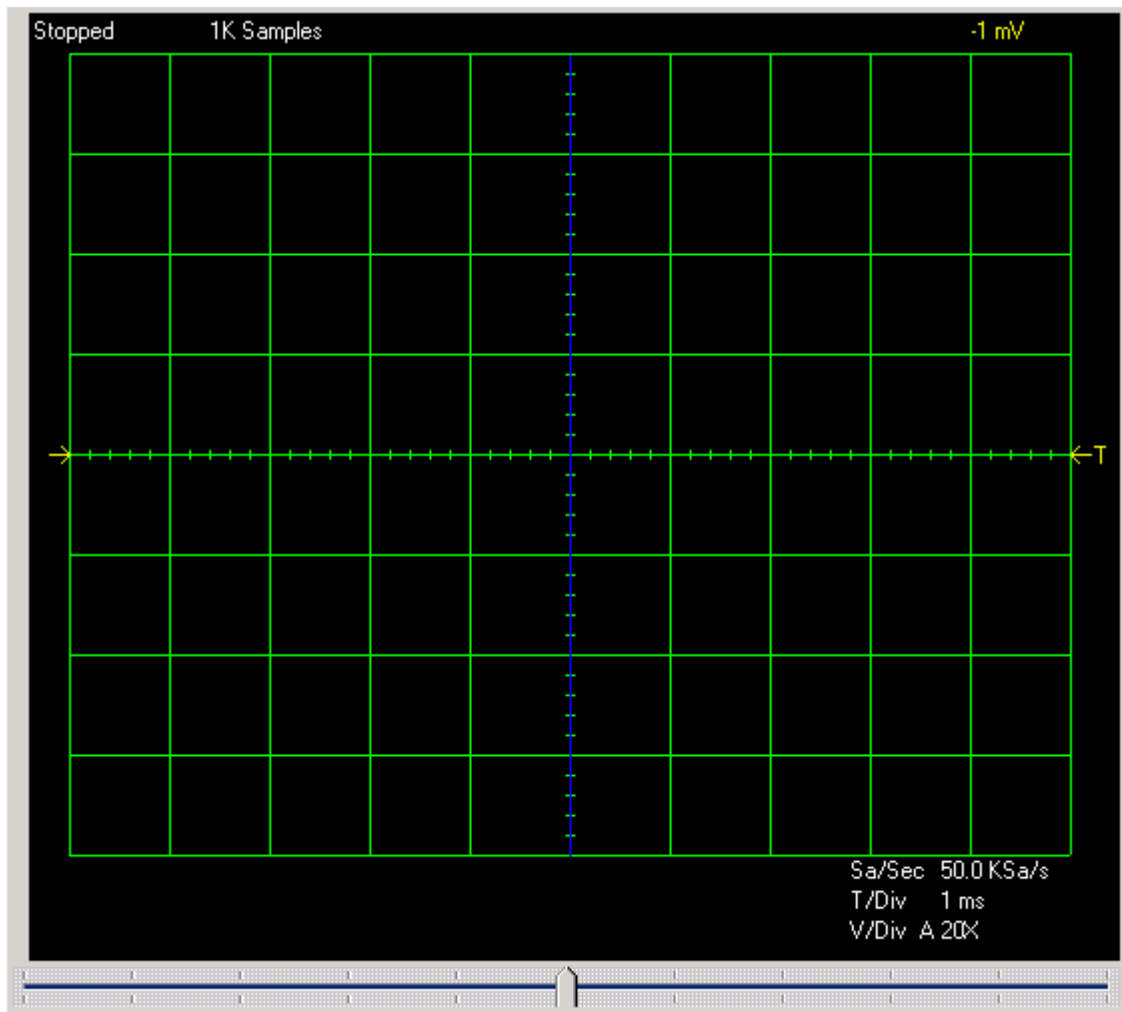 Stopped 1K Samples -1 mV
T
Sa/Sec 50.0 KSa/s
T/Div 1 ms
V/Div A 20X